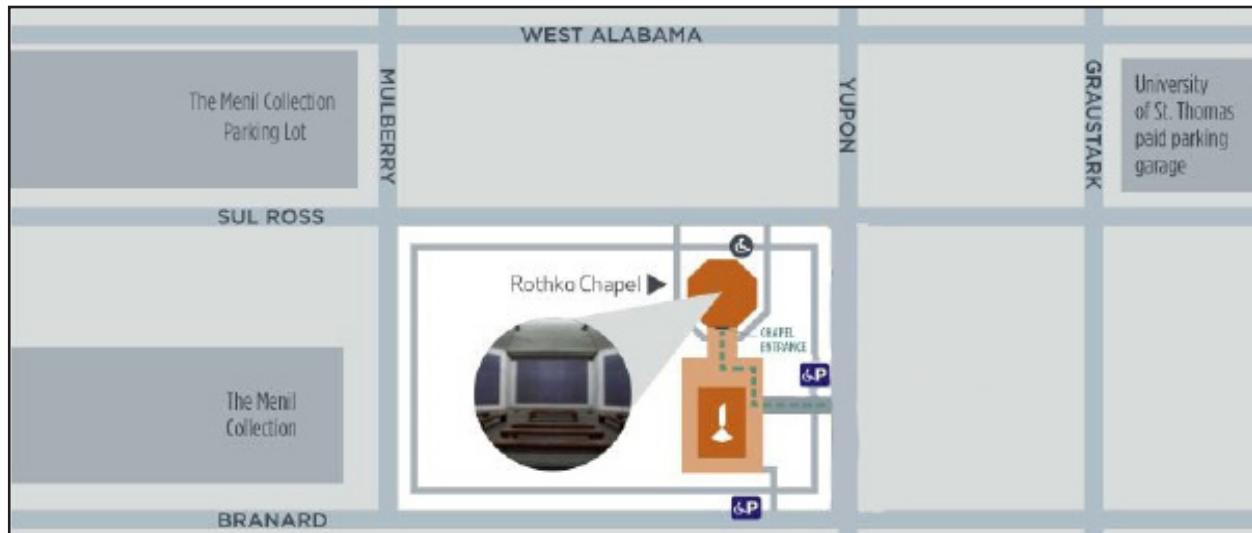 WEST ALABAMA
The Menil Collection
Parking Lot
MULBERRY
YUPON
GRAUSTARK
University
of St. Thomas
paid parking
garage
SUL ROSS
Rothko Chapel
CHAPEL
ENTRANCE
P
The Menil
Collection
P
BRANARD